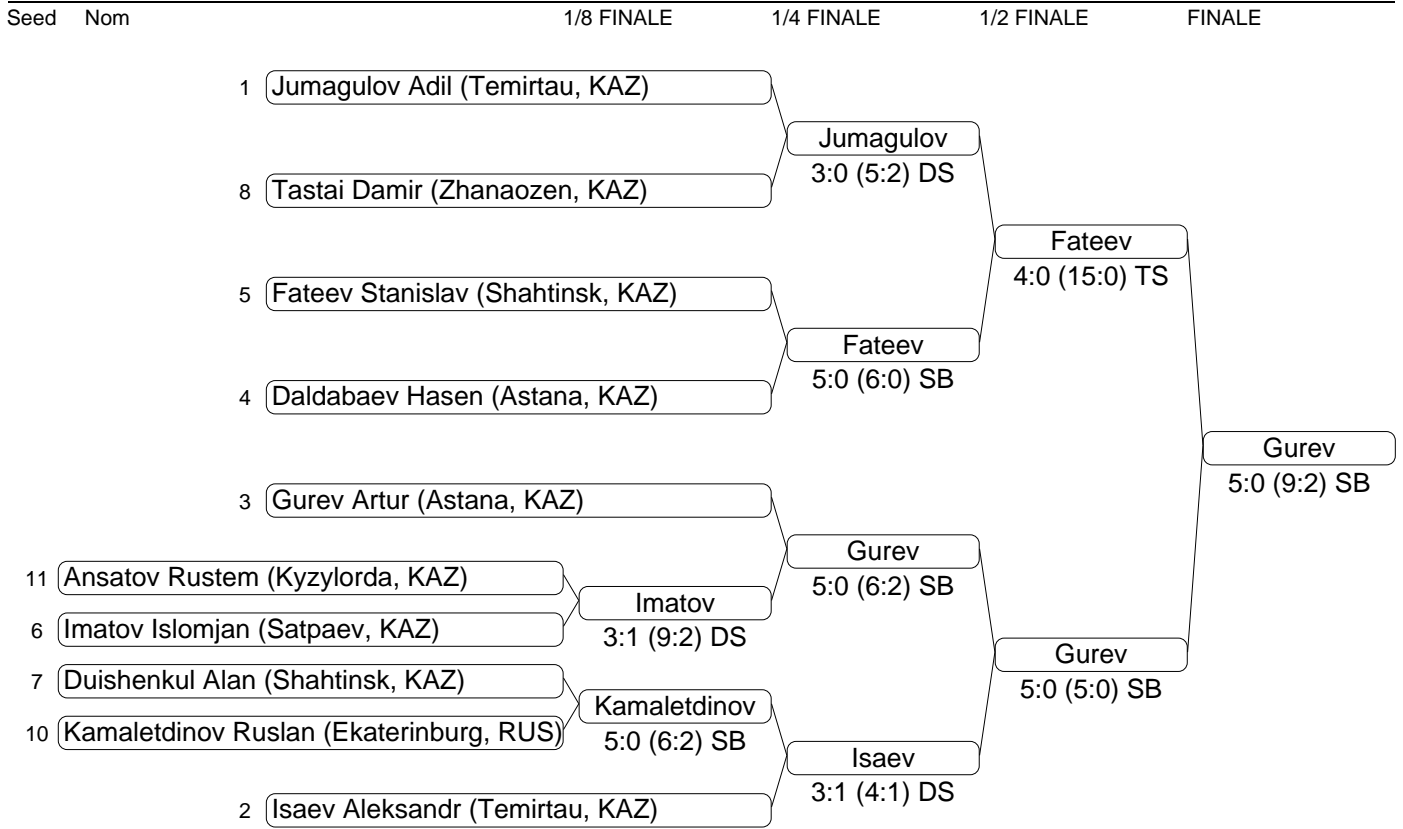 Seed Nom 1/8 FINALE 1/4 FINALE 1/2 FINALE FINALE
1 Jumagulov Adil (Temirtau, KAZ)
Jumagulov
3:0 (5:2) DS
8 Tastai Damir (Zhanaozen, KAZ)
Fateev
4:0 (15:0) TS
5 Fateev Stanislav (Shahtinsk, KAZ)
Fateev
5:0 (6:0) SB
4 Daldabaev Hasen (Astana, KAZ)
Gurev
5:0 (9:2) SB
3 Gurev Artur (Astana, KAZ)
Gurev
5:0 (6:2) SB
11 Ansatov Rustem (Kyzylorda, KAZ)
Imatov
3:1 (9:2) DS
6 Imatov Islomjan (Satpaev, KAZ)
Gurev
5:0 (5:0) SB
7 Duishenkul Alan (Shahtinsk, KAZ)
Kamaletdinov
5:0 (6:2) SB
10 Kamaletdinov Ruslan (Ekaterinburg, RUS)
Isaev
3:1 (4:1) DS
2 Isaev Aleksandr (Temirtau, KAZ)